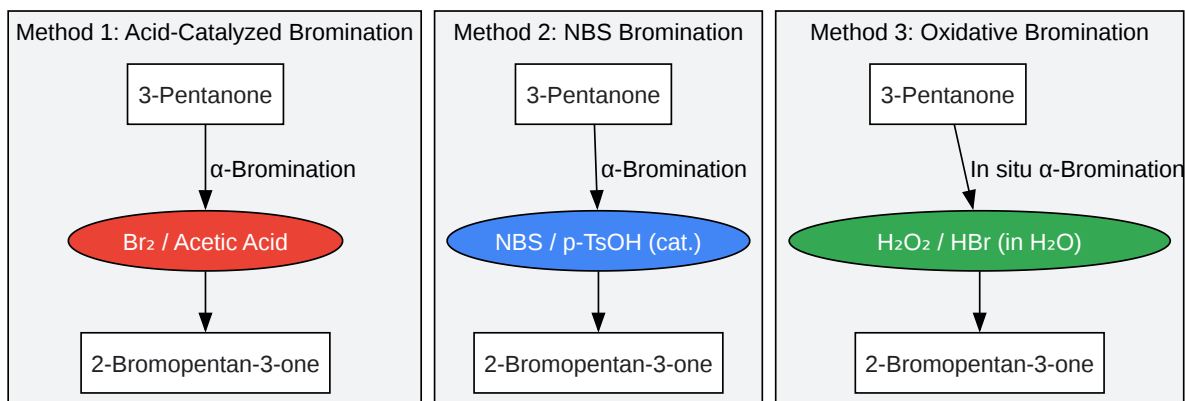 Method 1: Acid-Catalyzed Bromination
3-Pentanone
α-Bromination
Br₂ / Acetic Acid
2-Bromopentan-3-one
Method 2: NBS Bromination
3-Pentanone
α-Bromination
NBS / p-TsOH (cat.)
2-Bromopentan-3-one
Method 3: Oxidative Bromination
3-Pentanone
In situ α-Bromination
H₂O₂ / HBr (in H₂O)
2-Bromopentan-3-one